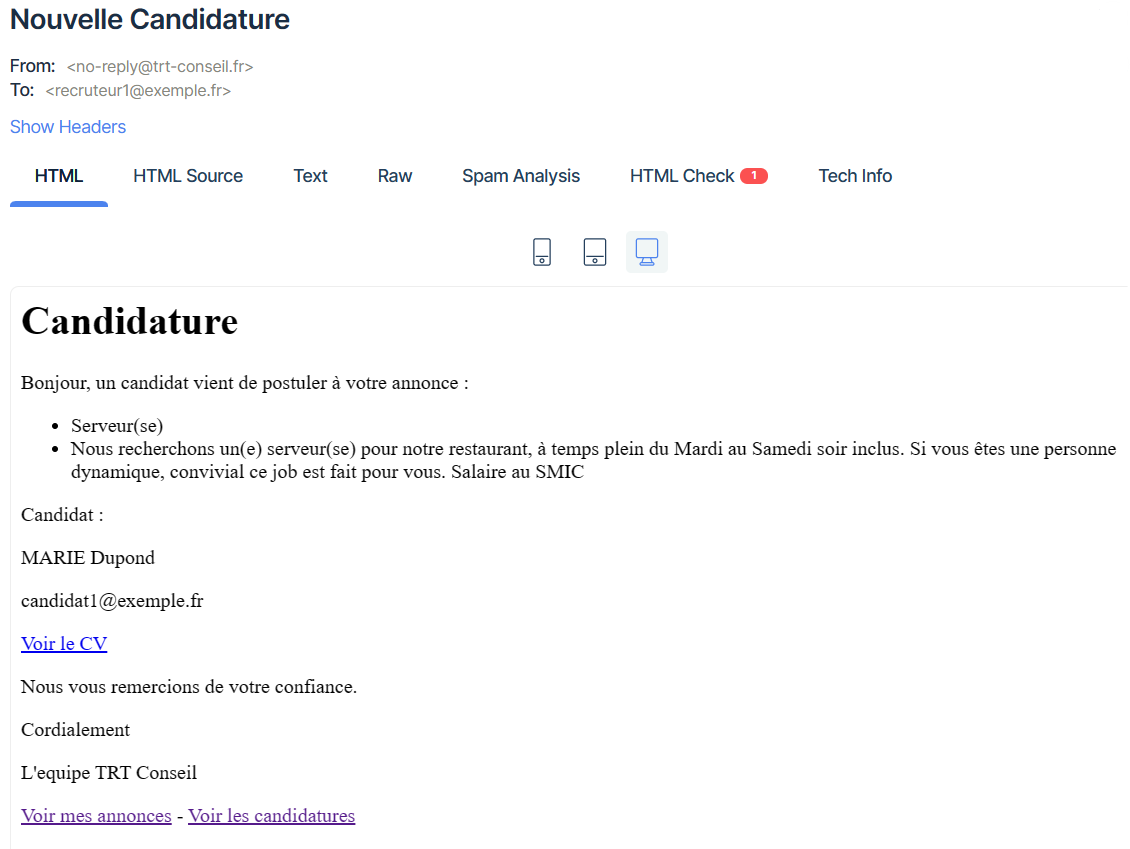 Nouvelle Candidature
From: <no-reply@trt-conseil.fr>
To: <recruteur1@exemple.fr>
Show Headers
HTML HTML Source Text Raw Spam Analysis HTML Check 1 Tech Info
Candidature
Bonjour, un candidat vient de postuler à votre annonce :
• Serveur(se)
• Nous recherchons un(e) serveur(se) pour notre restaurant, à temps plein du Mardi au Samedi soir inclus. Si vous êtes une personne
dynamique, convivial ce job est fait pour vous. Salaire au SMIC
Candidat :
MARIE Dupond
candidat1@exemple.fr
Voir le CV
Nous vous remercions de votre confiance.
Cordialement
L'equipe TRT Conseil
Voir mes annonces - Voir les candidatures